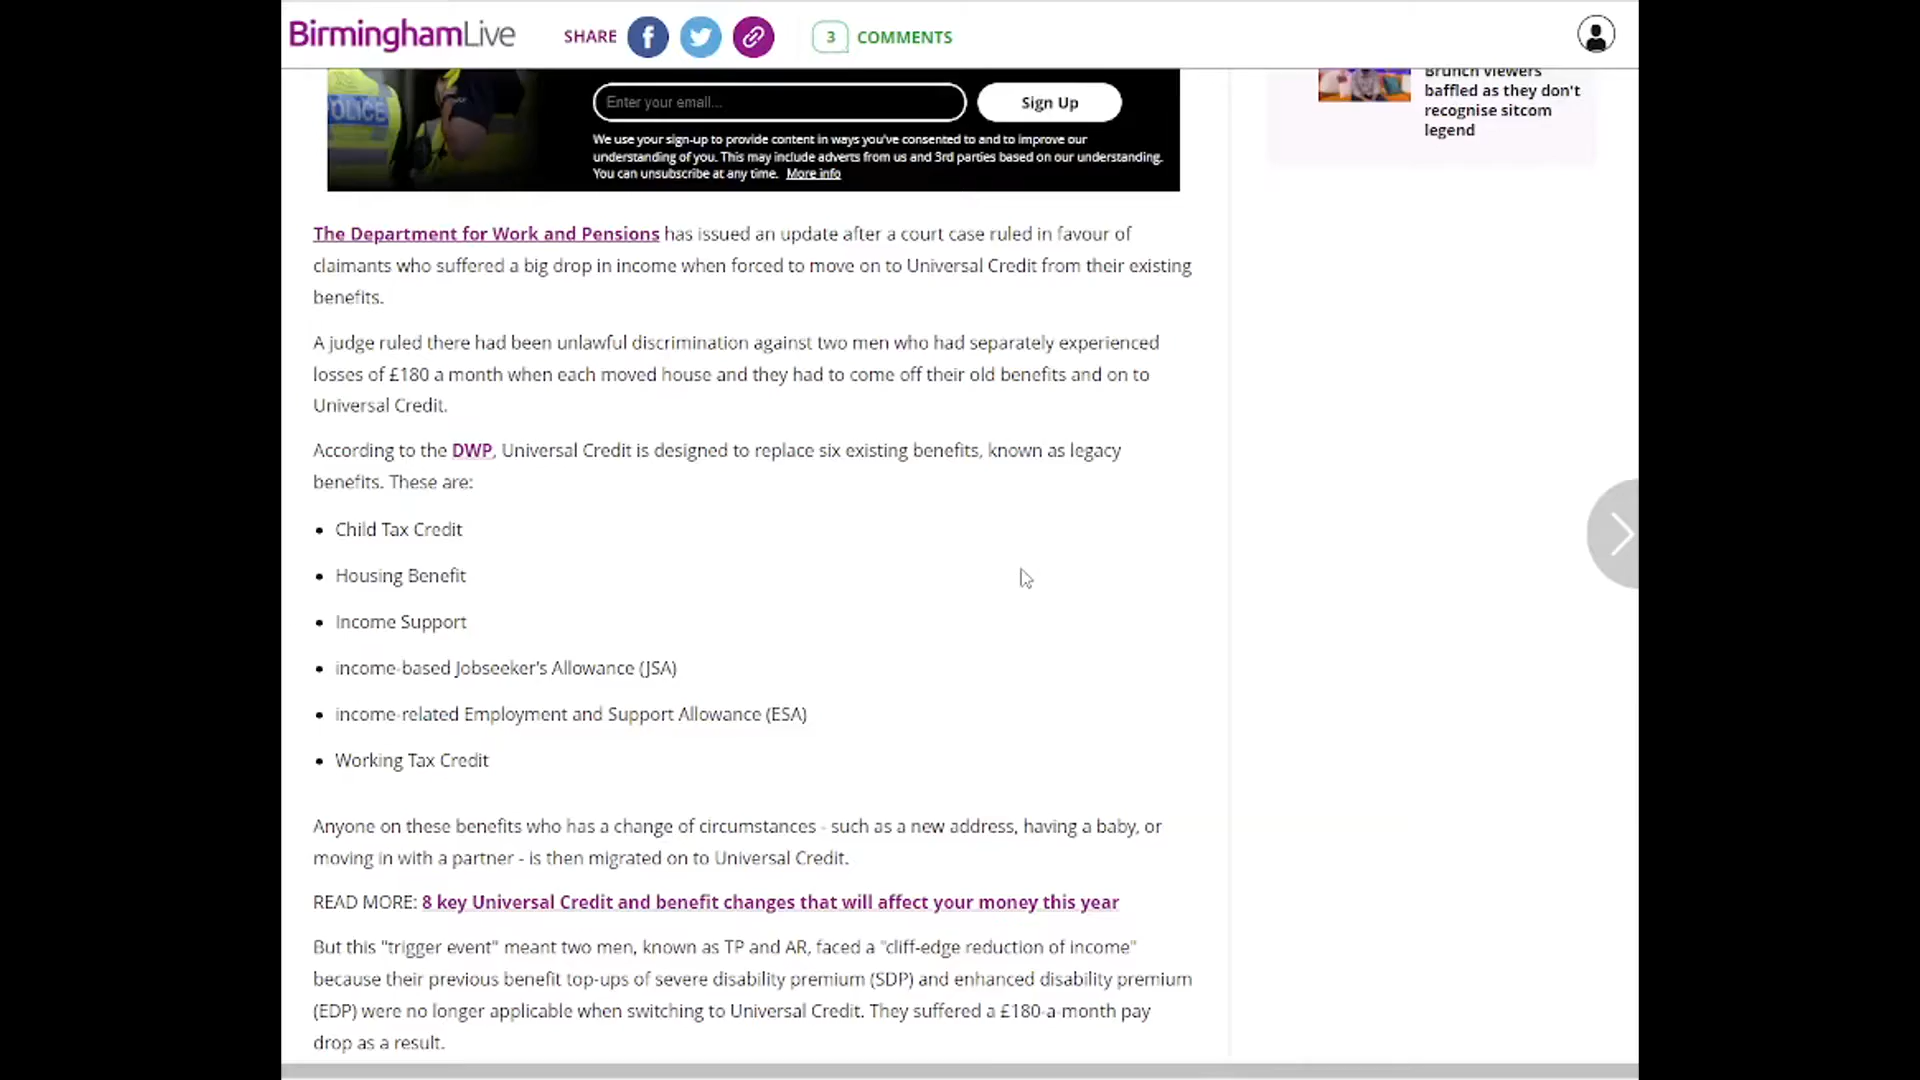 BirminghamLive
SHARE
3 COMMENTS
POLICE
Enter your email...
Sign Up
We use your sign-up to provide content in ways you've consented to and to improve our
understanding of you. This may include adverts from us and 3rd parties based on our understanding.
You can unsubscribe at any time. More info
Brunch viewers
baffled as they don't
recognise sitcom
legend
The Department for Work and Pensions has issued an update after a court case ruled in favour of
claimants who suffered a big drop in income when forced to move on to Universal Credit from their existing
benefits.
A judge ruled there had been unlawful discrimination against two men who had separately experienced
losses of £180 a month when each moved house and they had to come off their old benefits and on to
Universal Credit.
According to the DWP, Universal Credit is designed to replace six existing benefits, known as legacy
benefits. These are:
• Child Tax Credit
• Housing Benefit
• Income Support
• income-based Jobseeker's Allowance (JSA)
• income-related Employment and Support Allowance (ESA)
• Working Tax Credit
Anyone on these benefits who has a change of circumstances - such as a new address, having a baby, or
moving in with a partner - is then migrated on to Universal Credit.
READ MORE: 8 key Universal Credit and benefit changes that will affect your money this year
But this "trigger event" meant two men, known as TP and AR, faced a "cliff-edge reduction of income"
because their previous benefit top-ups of severe disability premium (SDP) and enhanced disability premium
(EDP) were no longer applicable when switching to Universal Credit. They suffered a £180-a-month pay
drop as a result.